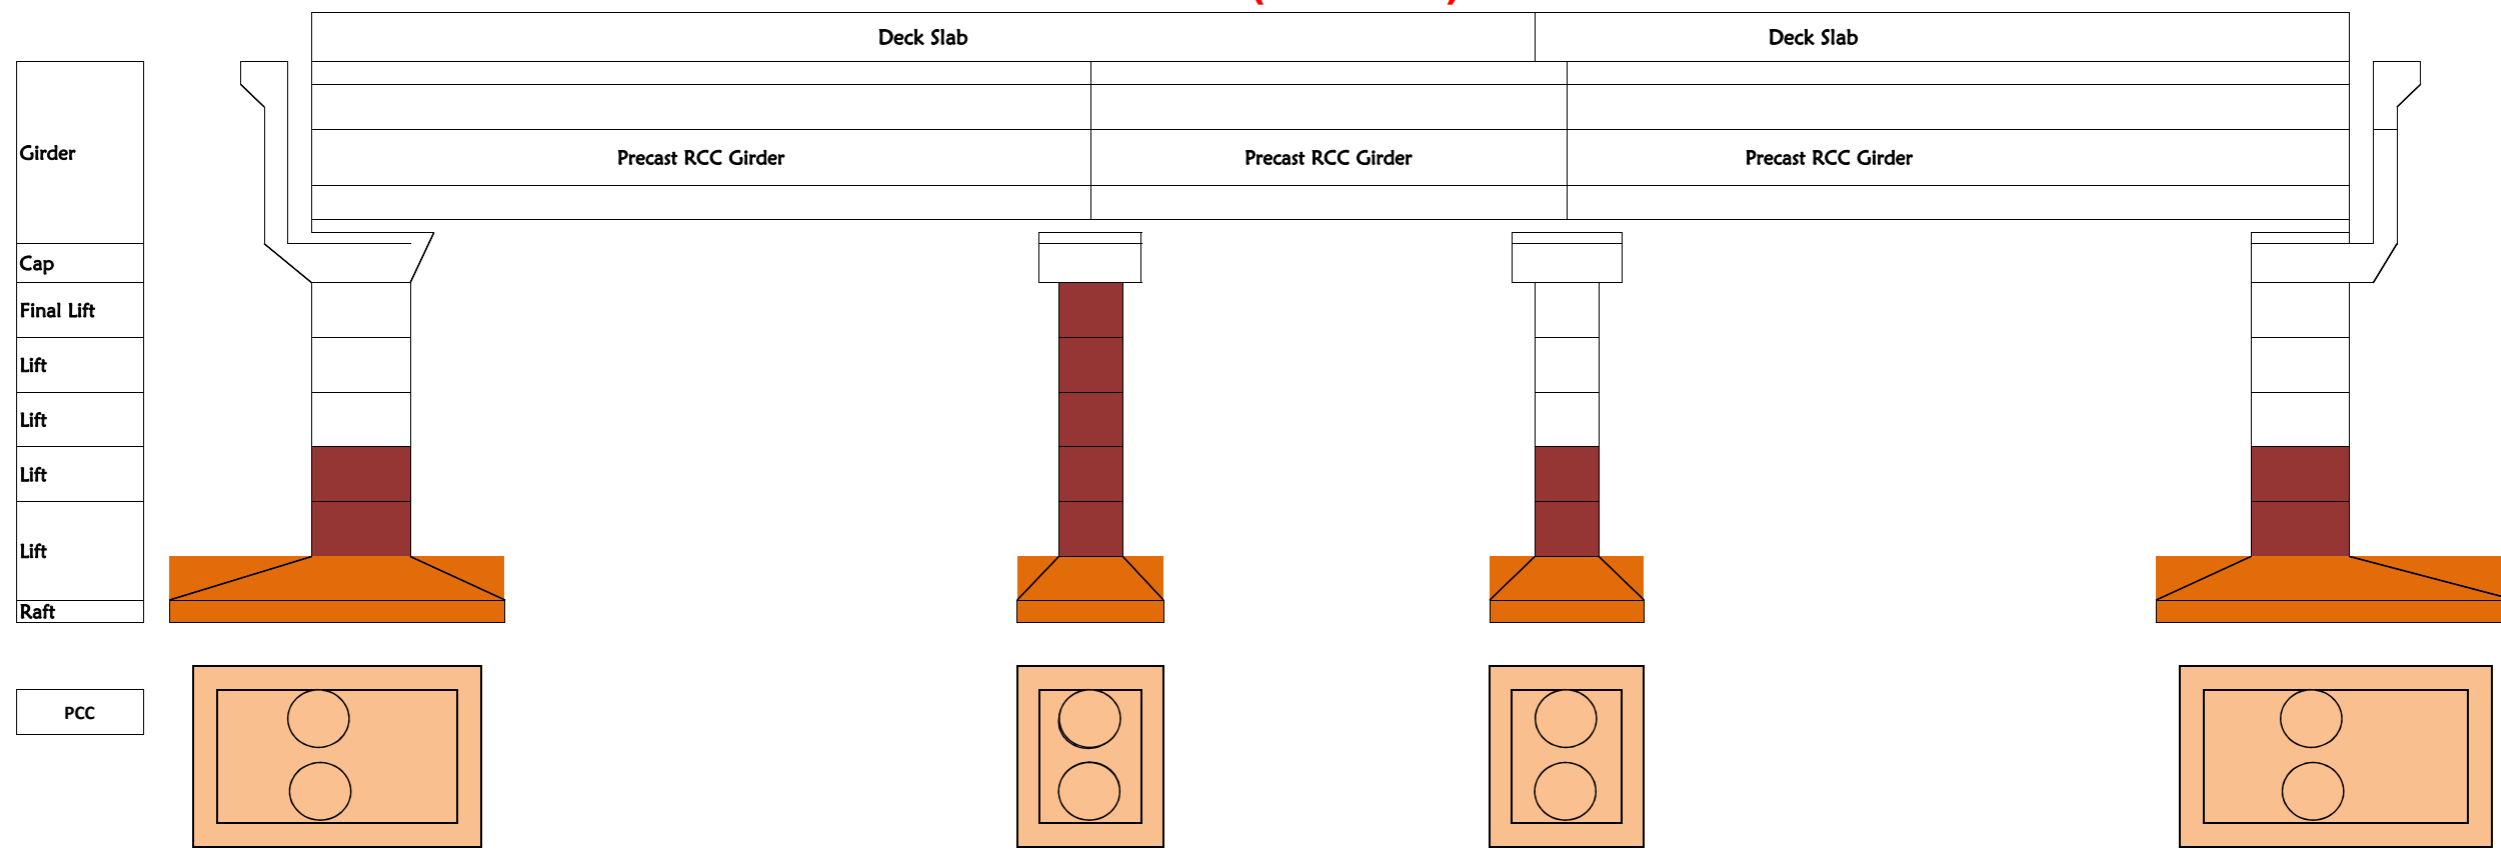 Deck Slab
Deck Slab
Girder
Precast RCC Girder
Precast RCC Girder
Precast RCC Girder
Cap
Final Lift
Lift
Lift
Lift
Lift
Raft
PCC